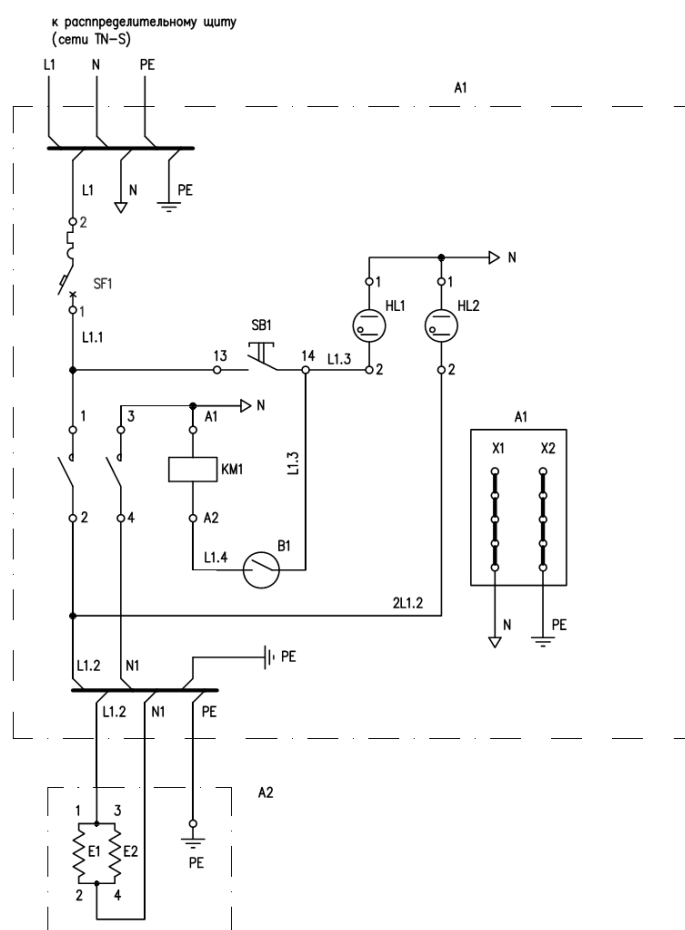 к распределительному щиту
(сети TN-S)
L1 N PE
A1
L1 N PE
2
SF1
1
L1.1
1 1
HL1 HL2
N
SB1
13 14 L1.3
2 2
1 3 A1 N
KM1
L1.3
2 4 A2
L1.4 B1
A1
X1 X2
N PE
2L1.2
L1.2 N1 PE
L1.2 N1 PE
A2
1 3
E1 E2
2 4
PE